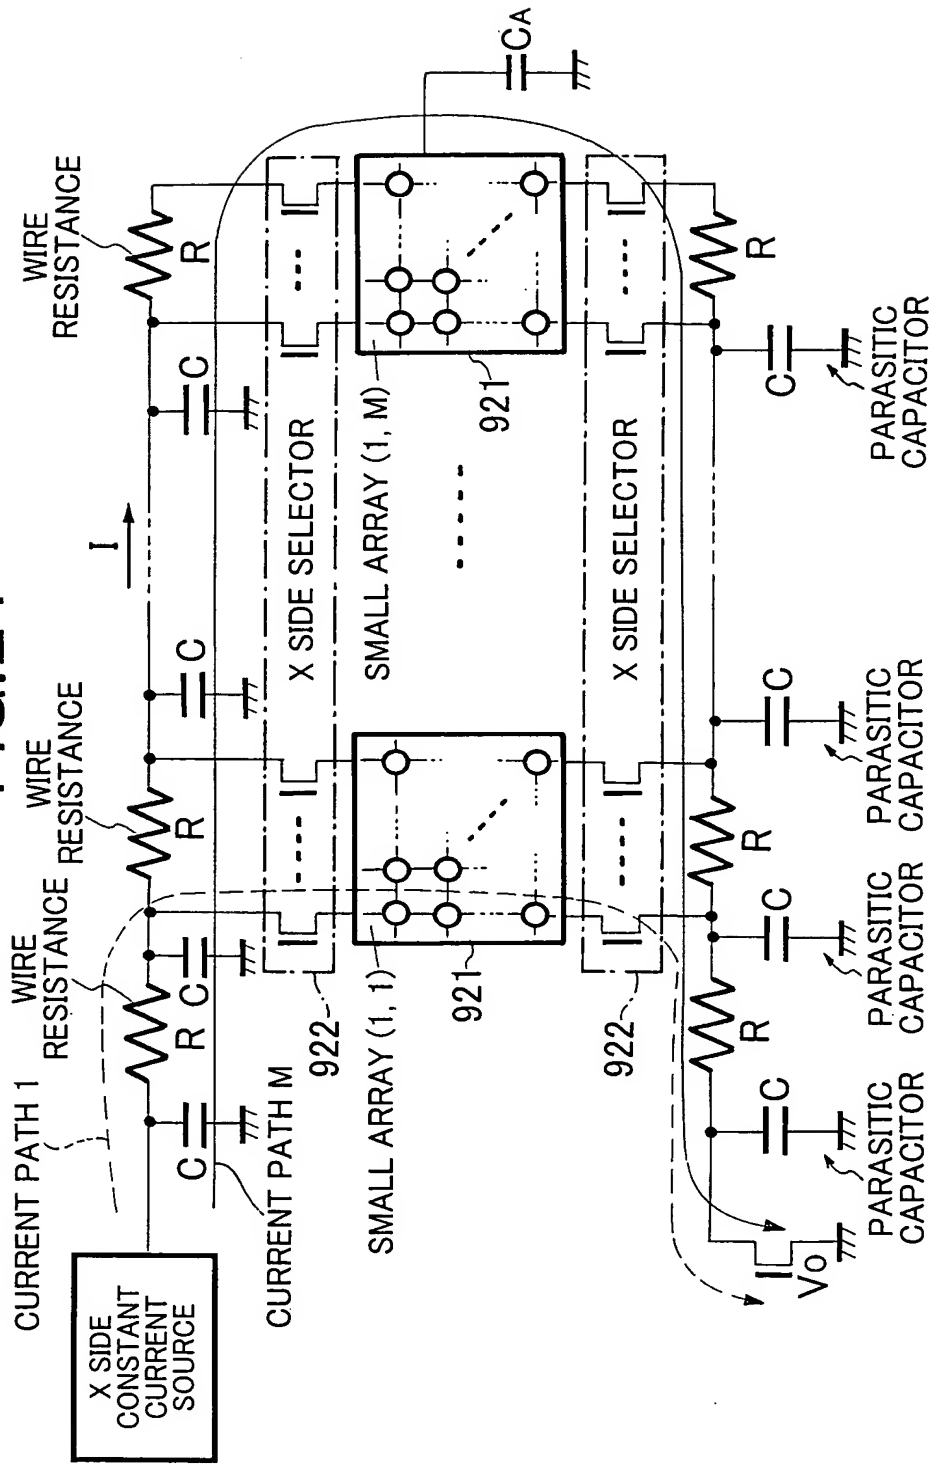 CURRENT PATH 1
WIRE
RESISTANCE
WIRE
RESISTANCE
WIRE
RESISTANCE
I
X SIDE
CONSTANT
CURRENT
SOURCE
R
R
R
C
C
C
C
CURRENT PATH M
922
X SIDE SELECTOR
SMALL ARRAY (1, 1)
SMALL ARRAY (1, M)
921
921
CA
922
X SIDE SELECTOR
R
R
R
C
C
C
C
VO
PARASITIC
CAPACITOR
PARASITIC
CAPACITOR
PARASITIC
CAPACITOR
PARASITIC
CAPACITOR